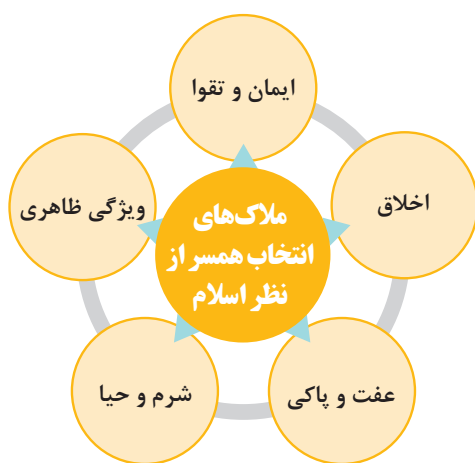 ایمان و تقوا
اخلاق
عفت و پاکی
شرم و حیا
ویژگی ظاهری
ملاک‌های
انتخاب همسر از
نظر اسلام